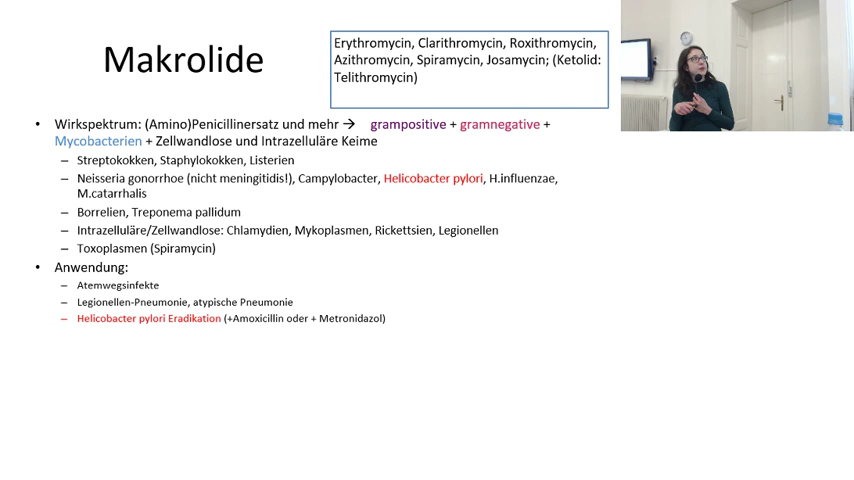 Makrolide
Erythromycin, Clarithromycin, Roxithromycin,
Azithromycin, Spiramycin, Josamycin; (Ketolid:
Telithromycin)
• Wirkspektrum: (Amino)Penicillinersatz und mehr → grampositive + gramnegative +
Mycobacterien + Zellwandlose und Intrazelluläre Keime
– Streptokokken, Staphylokokken, Listerien
– Neisseria gonorrhoe (nicht meningitidis!), Campylobacter, Helicobacter pylori, H.influenzae,
M.catarrhalis
– Borrelien, Treponema pallidum
– Intrazelluläre/Zellwandlose: Chlamydien, Mykoplasmen, Rickettsien, Legionellen
– Toxoplasmen (Spiramycin)
• Anwendung:
– Atemwegsinfekte
– Legionellen-Pneumonie, atypische Pneumonie
– Helicobacter pylori Eradikation (+Amoxicillin oder + Metronidazol)